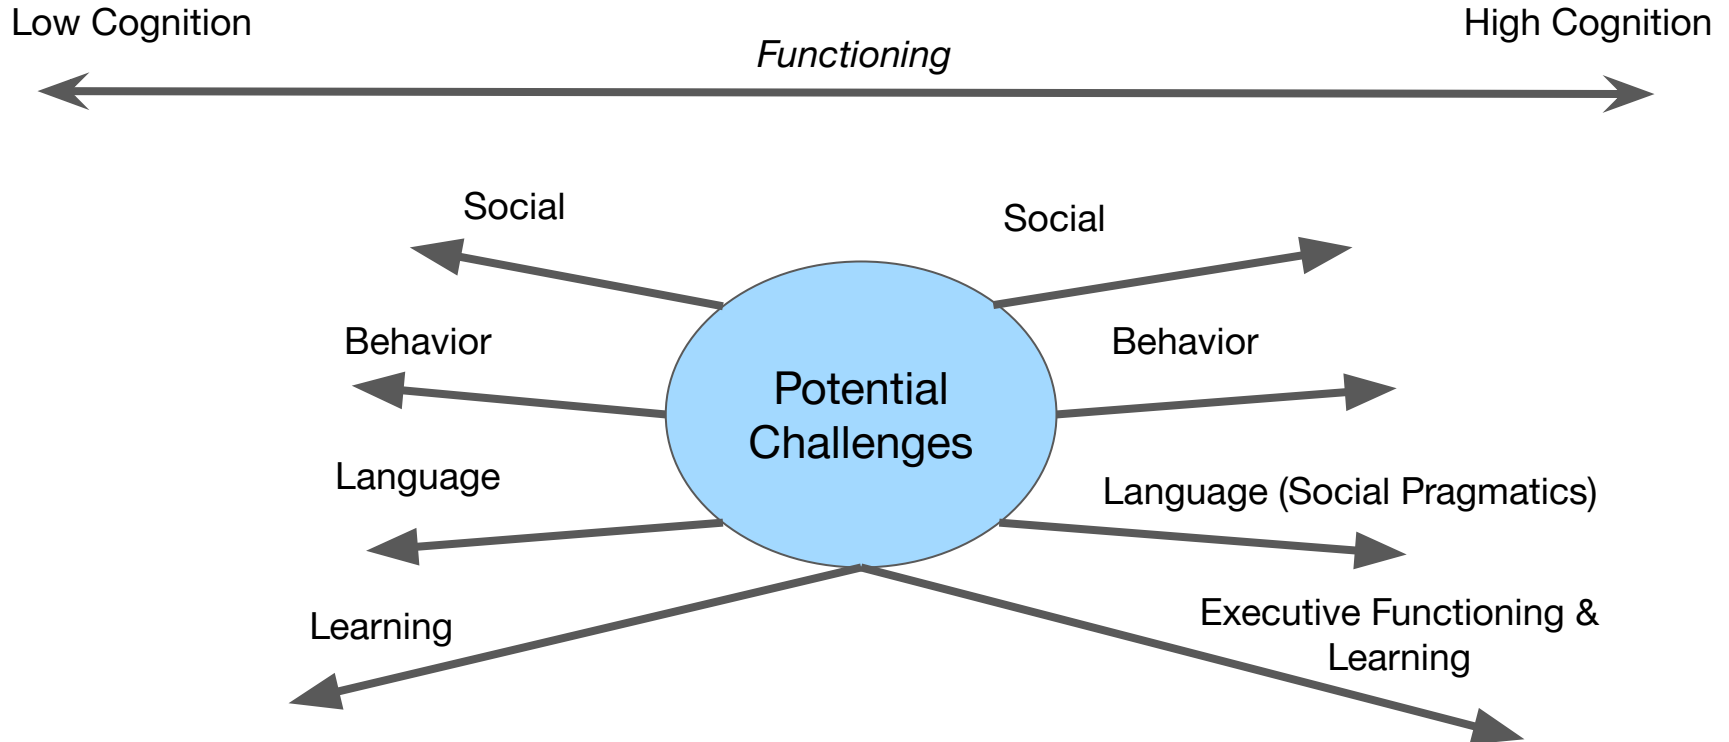 Low Cognition
High Cognition
Functioning
Social
Social
Behavior
Behavior
Potential
Challenges
Language
Language (Social Pragmatics)
Learning
Executive Functioning &
Learning